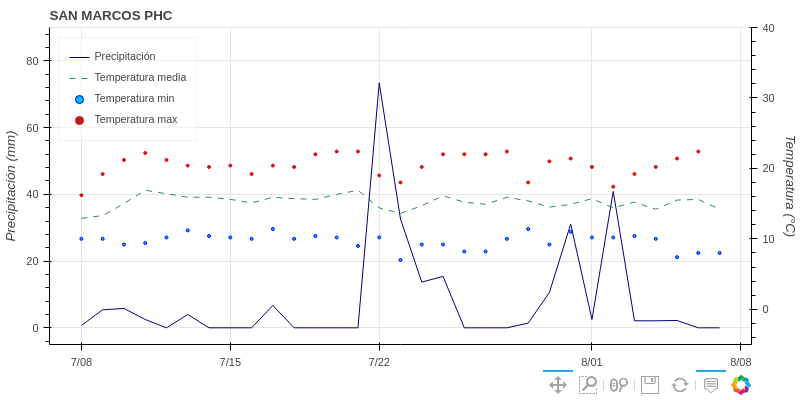 SAN MARCOS PHC
Precipitación
Temperatura media
Temperatura min
Temperatura max
Precipitación (mm)
80
60
40
20
0
Temperatura (°C)
40
30
20
10
0
7/08
7/15
7/22
8/01
8/08